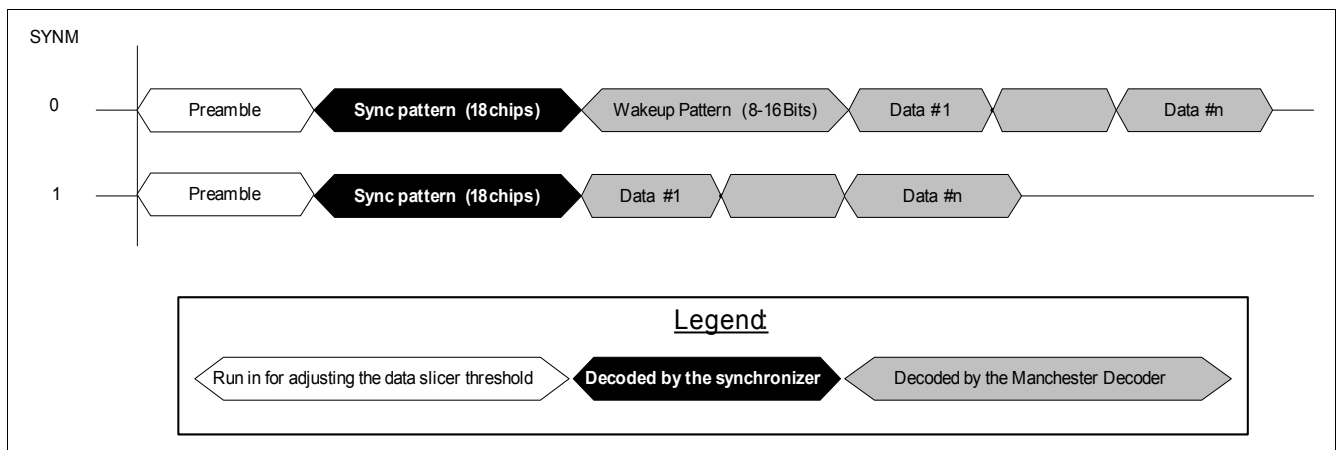 SYNM
0 Preamble Sync pattern (18chips) Wakeup Pattern (8-16Bits) Data #1 Data #n
1 Preamble Sync pattern (18chips) Data #1 Data #n
Legend:
Run in for adjusting the data slicer threshold Decoded by the synchronizer Decoded by the Manchester Decoder